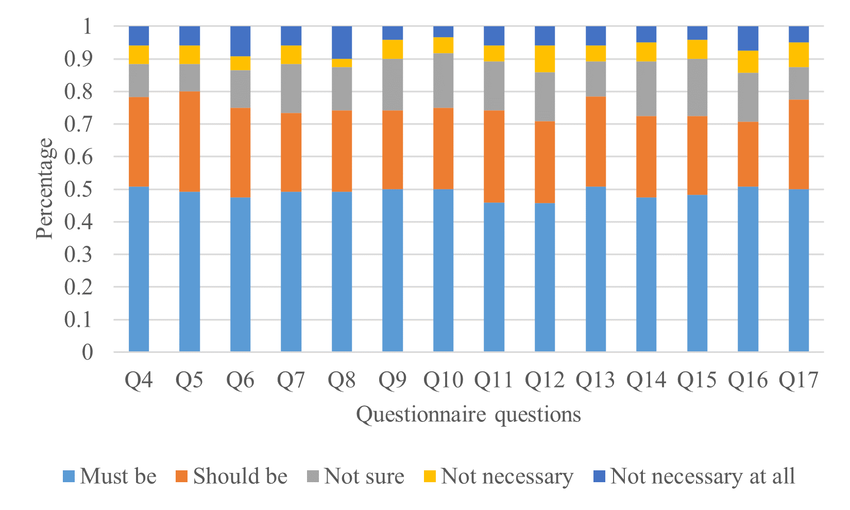 1
0.9
0.8
0.7
0.6
0.5
0.4
0.3
0.2
0.1
0
Percentage
Q4 Q5 Q6 Q7 Q8 Q9 Q10 Q11 Q12 Q13 Q14 Q15 Q16 Q17
Questionnaire questions
Must be Should be Not sure Not necessary Not necessary at all